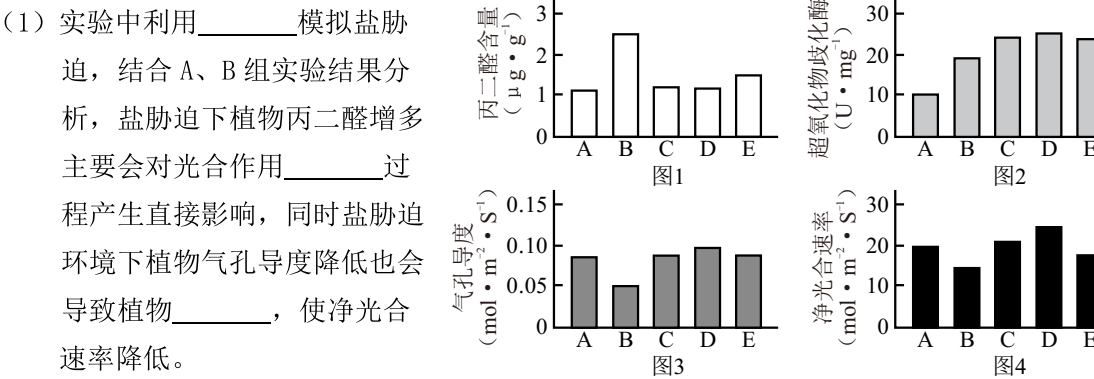 （1）实验中利用________模拟盐胁
迫，结合 A、B 组实验结果分
析，盐胁迫下植物丙二醛增多
主要会对光合作用________过
程产生直接影响，同时盐胁迫
环境下植物气孔导度降低也会
导致植物________，使净光合
速率降低。
丙二醛含量
（μg·g⁻¹）
3
2
1
0
A B C D E
图1
超氧化物歧化酶
（U·mg⁻¹）
30
20
10
0
A B C D E
图2
气孔导度
（mol·m⁻²·S⁻¹）
0.15
0.10
0.05
0
A B C D E
图3
净光合速率
（mol·m⁻²·S⁻¹）
30
20
10
0
A B C D E
图4